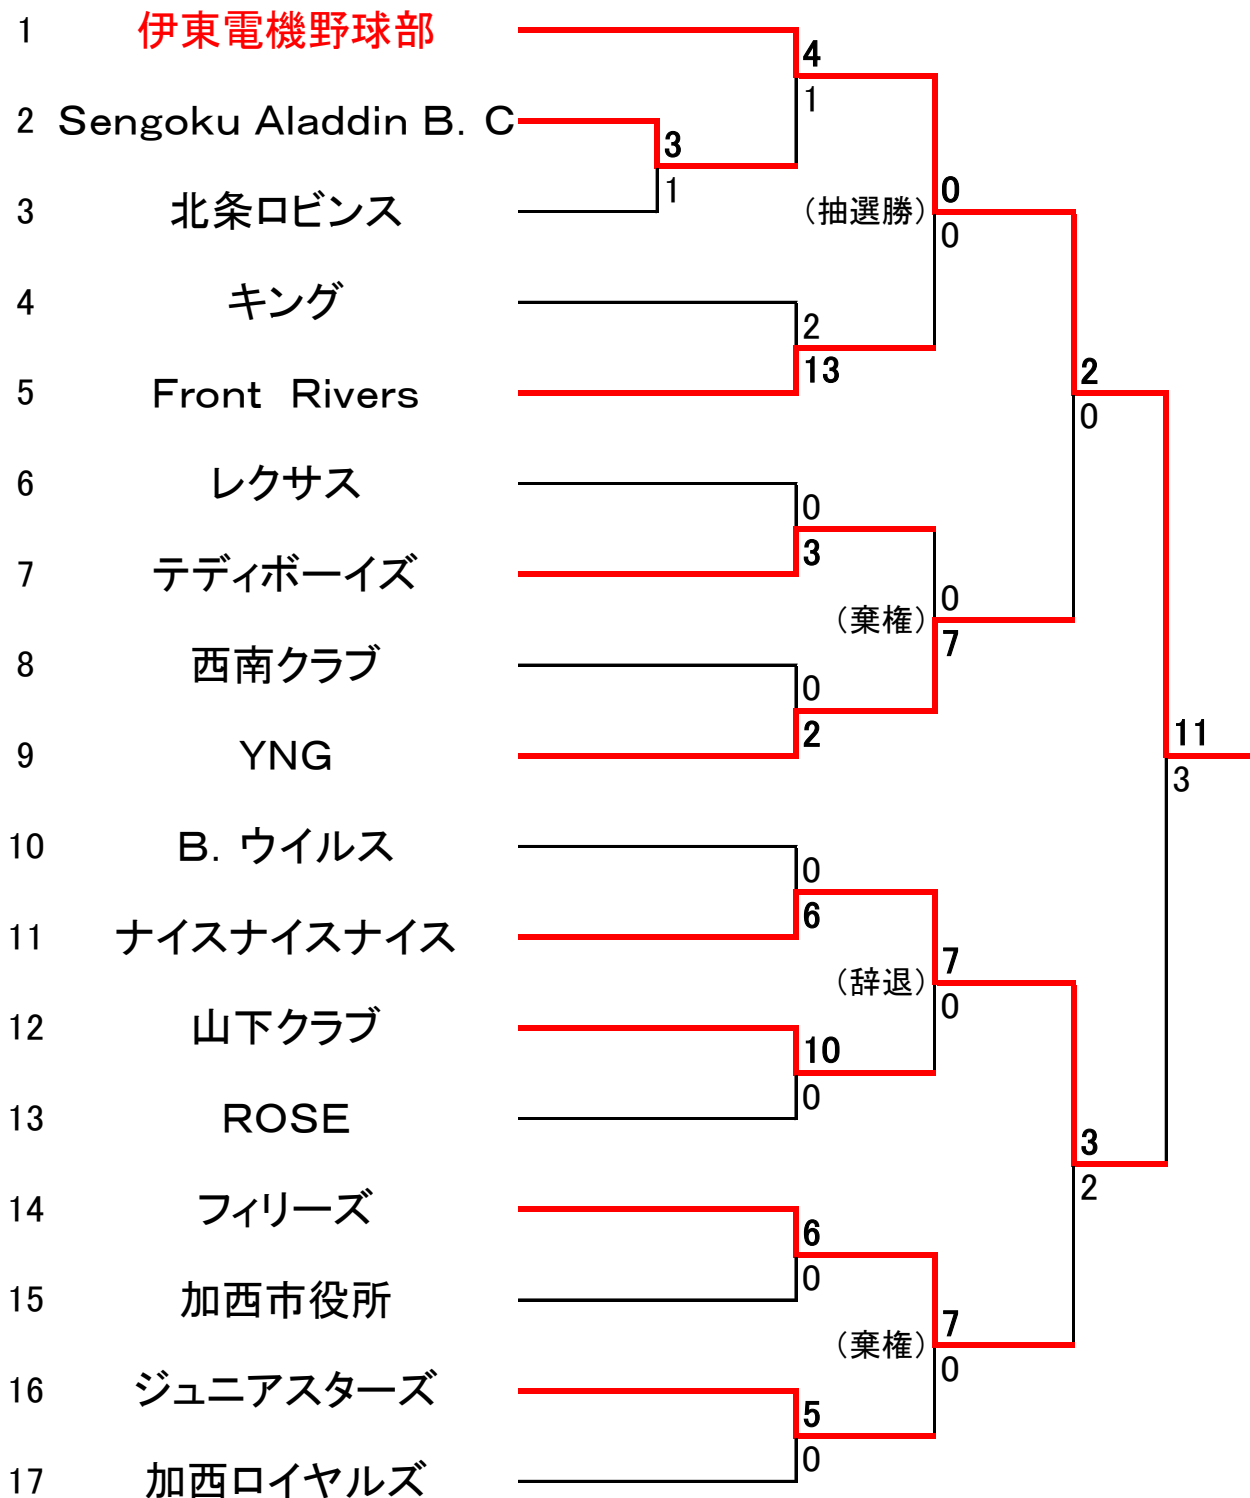 1 伊東電機野球部
4
1
2 Sengoku Aladdin B. C
3
1
3 北条ロビンス
(抽選勝)
0
0
4 キング
2
13
5 Front Rivers
2
0
6 レクサス
0
3
7 テディボーイズ
(棄権)
0
7
8 西南クラブ
0
2
9 YNG
11
3
10 B. ウイルス
0
6
11 ナイスナイスナイス
(辞退)
7
0
12 山下クラブ
10
0
13 ROSE
3
2
14 フィリーズ
6
0
15 加西市役所
(棄権)
7
0
16 ジュニアスターズ
5
0
17 加西ロイヤルズ